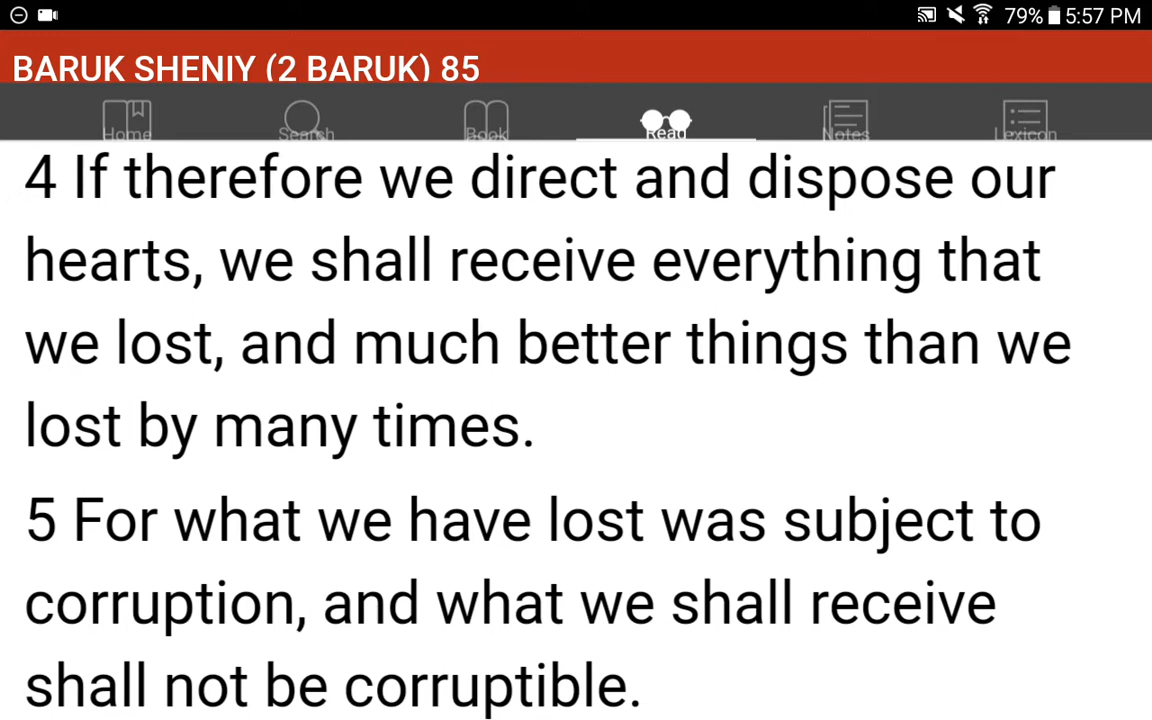 79% 5:57 PM
BARUK SHENIY (2 BARUK) 85
Home Search Book Read Notes Lexicon
4 If therefore we direct and dispose our
hearts, we shall receive everything that
we lost, and much better things than we
lost by many times.
5 For what we have lost was subject to
corruption, and what we shall receive
shall not be corruptible.